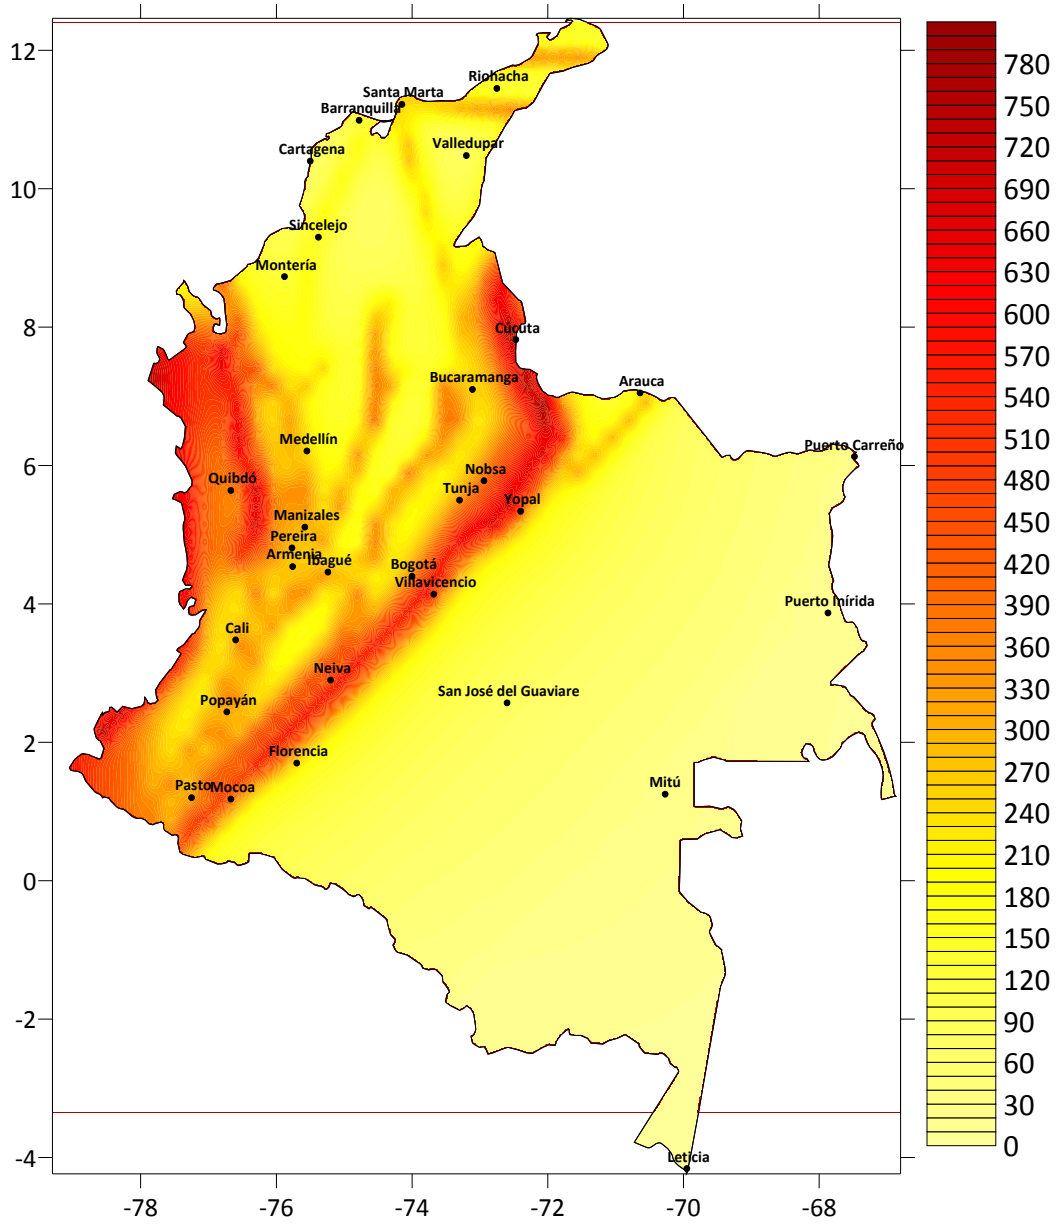 12
10
8
6
4
2
0
-2
-4
-78
-76
-74
-72
-70
-68
Riohacha
Santa Marta
Barranquilla
Valledupar
Cartagena
Sincelejo
Montería
Cúcuta
Bucaramanga
Arauca
Puerto Carreño
Medellín
Nobsa
Quibdó
Tunja
Yopal
Manizales
Pereira
Armenia
Ibagué
Bogotá
Villavicencio
Puerto Inírida
Cali
Neiva
San José del Guaviare
Popayán
Florencia
Pasto
Mocoa
Mitú
Leticia
780
750
720
690
660
630
600
570
540
510
480
450
420
390
360
330
300
270
240
210
180
150
120
90
60
30
0